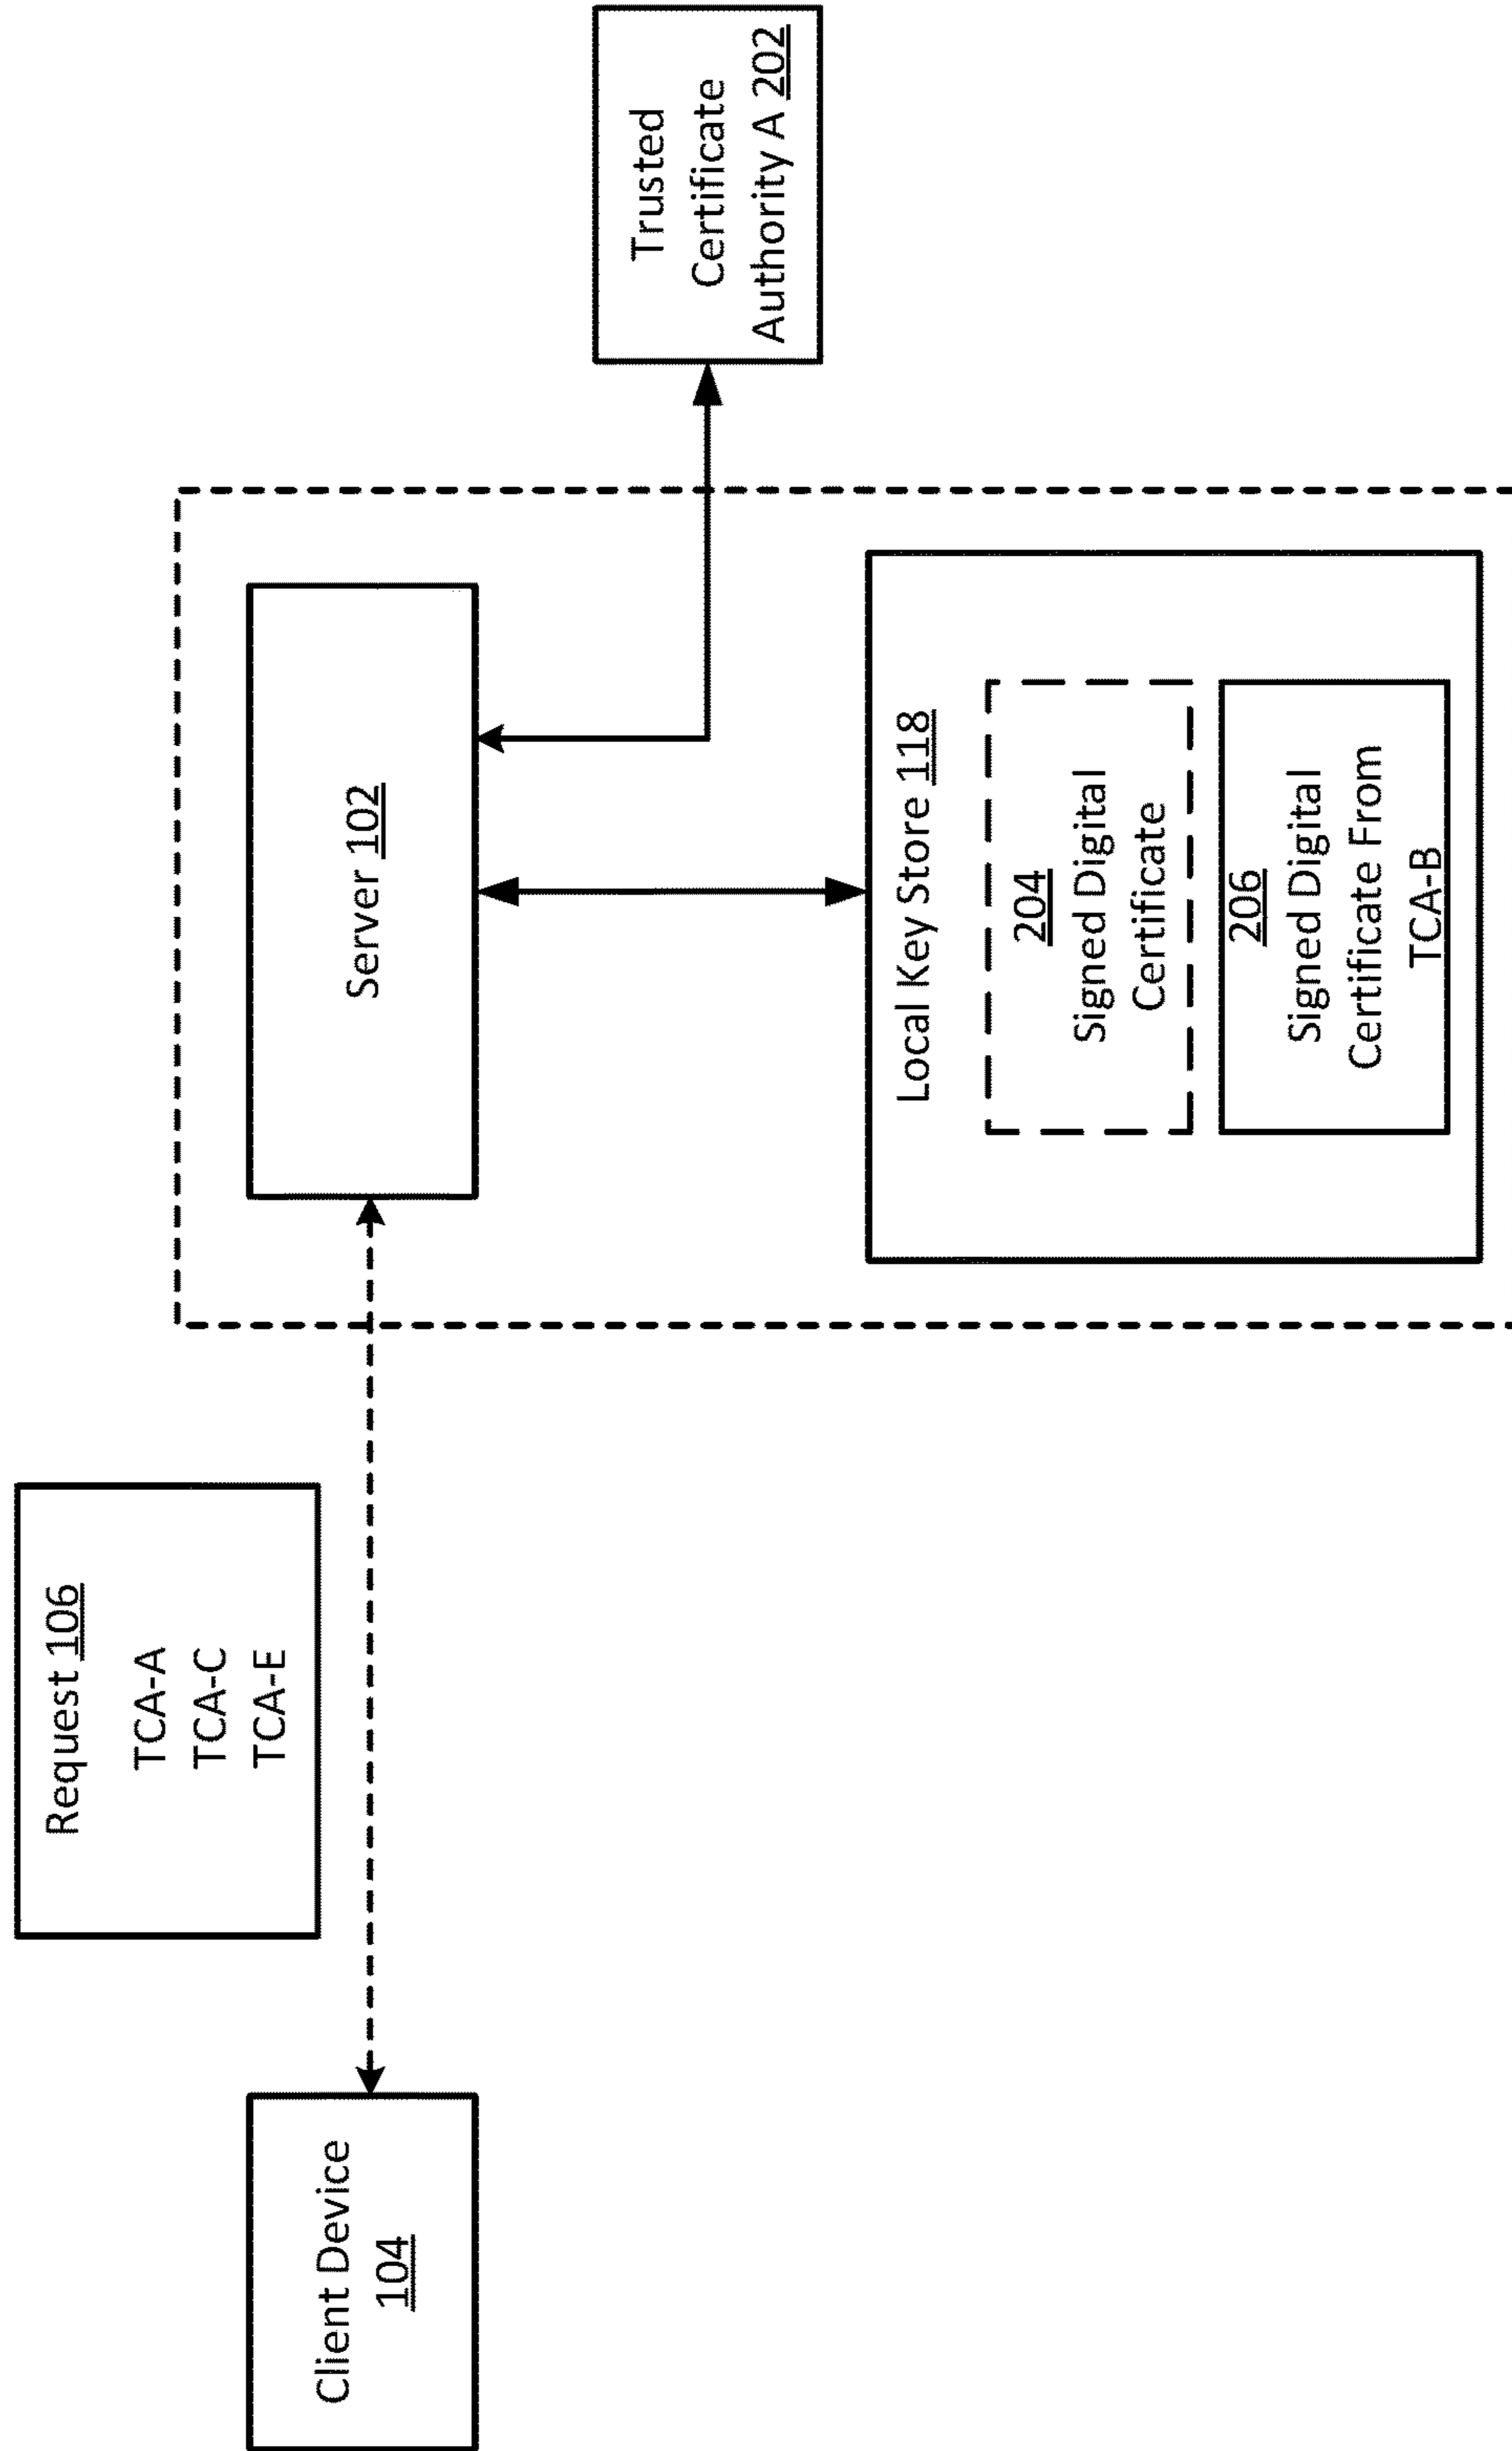 Request 106
TCA-A
TCA-C
TCA-E
Client Device
104
Server 102
Trusted
Certificate
Authority A 202
Local Key Store 118
204
Signed Digital
Certificate
206
Signed Digital
Certificate From
TCA-B